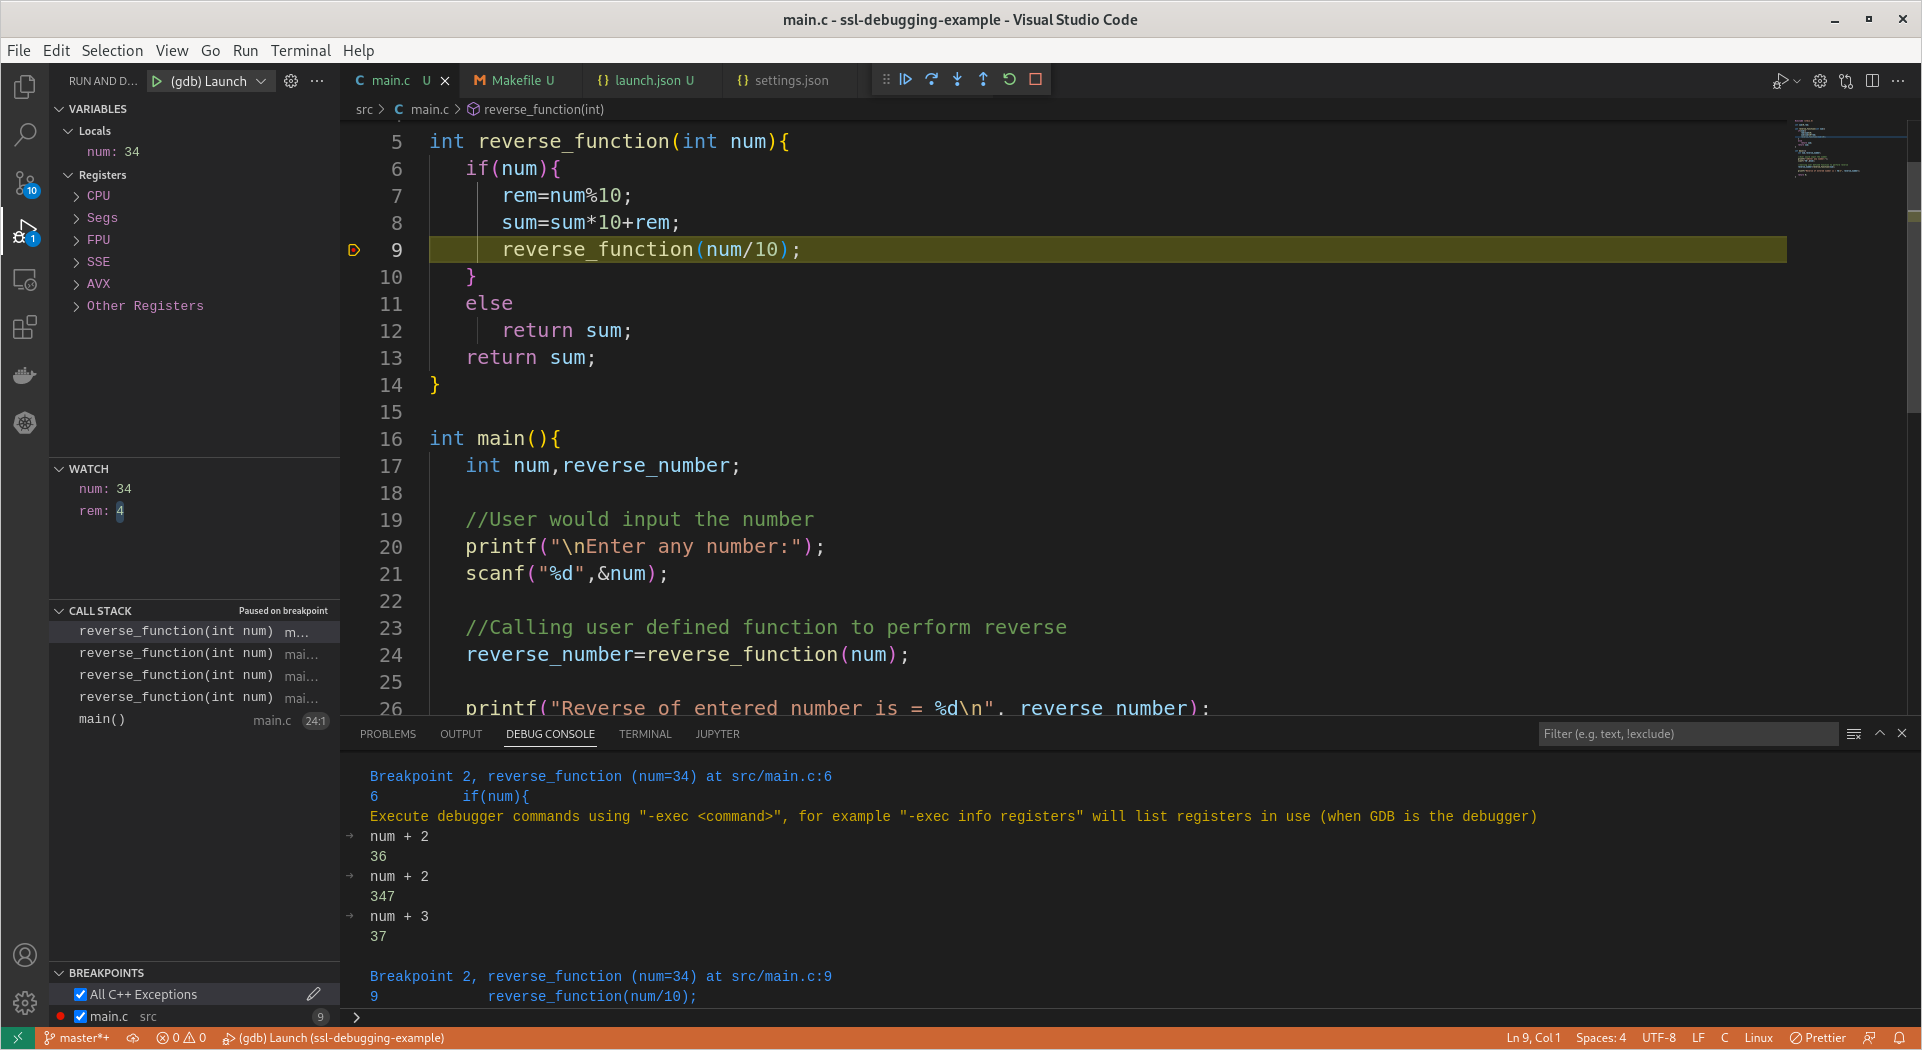 main.c - ssl-debugging-example - Visual Studio Code
File Edit Selection View Go Run Terminal Help
RUN AND D... (gdb) Launch
VARIABLES
Locals
num: 34
Registers
CPU
Segs
FPU
SSE
AVX
Other Registers
WATCH
num: 34
rem: 4
CALL STACK Paused on breakpoint
reverse_function(int num) m...
reverse_function(int num) mai...
reverse_function(int num) mai...
reverse_function(int num) mai...
main() main.c 24:1
BREAKPOINTS
All C++ Exceptions
main.c src 9
10
1
C main.c U
M Makefile U
{} launch.json U
{} settings.json
src > C main.c > reverse_function(int)
5 int reverse_function(int num){
6 if(num){
7 rem=num%10;
8 sum=sum*10+rem;
9 reverse_function(num/10);
10 }
11 else
12 return sum;
13 return sum;
14 }
15
16 int main(){
17 int num,reverse_number;
18
19 //User would input the number
20 printf("\nEnter any number:");
21 scanf("%d",&num);
22
23 //Calling user defined function to perform reverse
24 reverse_number=reverse_function(num);
25
26 printf("Reverse of entered number is = %d\n", reverse_number);
PROBLEMS OUTPUT DEBUG CONSOLE TERMINAL JUPYTER
Filter (e.g. text, !exclude)
Breakpoint 2, reverse_function (num=34) at src/main.c:6
6 if(num){
Execute debugger commands using "-exec <command>", for example "-exec info registers" will list registers in use (when GDB is the debugger)
num + 2
36
num + 2
347
num + 3
37
Breakpoint 2, reverse_function (num=34) at src/main.c:9
9 reverse_function(num/10);
master*+ 0 0 (gdb) Launch (ssl-debugging-example)
Ln 9, Col 1 Spaces: 4 UTF-8 LF C Linux Prettier